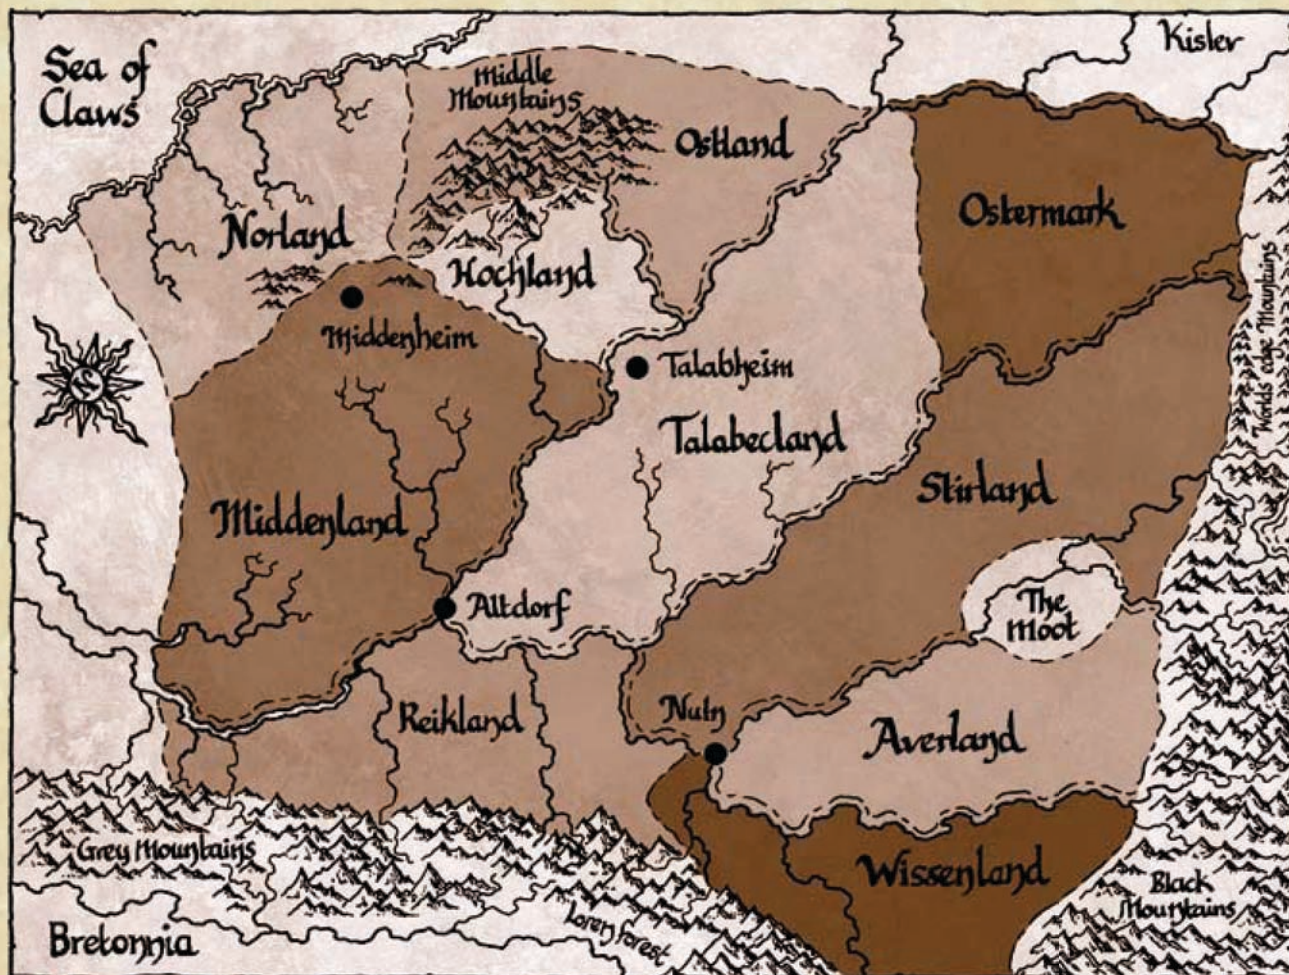 Sea of
Claws
Kislev
Middle
Mountains
Ostland
Ostermark
Norland
Hochland
Worlds edge Mountains
Middenheim
Talabheim
Talabecland
Stirland
Middenland
Altdorf
The
Moot
Reikland
Nuln
Averland
Grey Mountains
Wissenland
Black
Mountains
Loren forest
Bretonnia